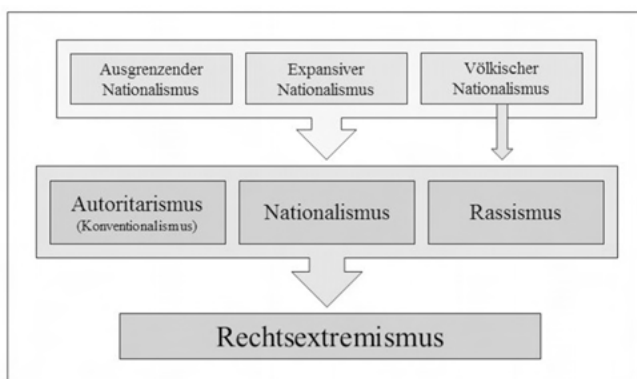 Ausgrenzender
Nationalismus
Expansiver
Nationalismus
Völkischer
Nationalismus
Autoritarismus
(Konventionalismus)
Nationalismus
Rassismus
Rechtsextremismus